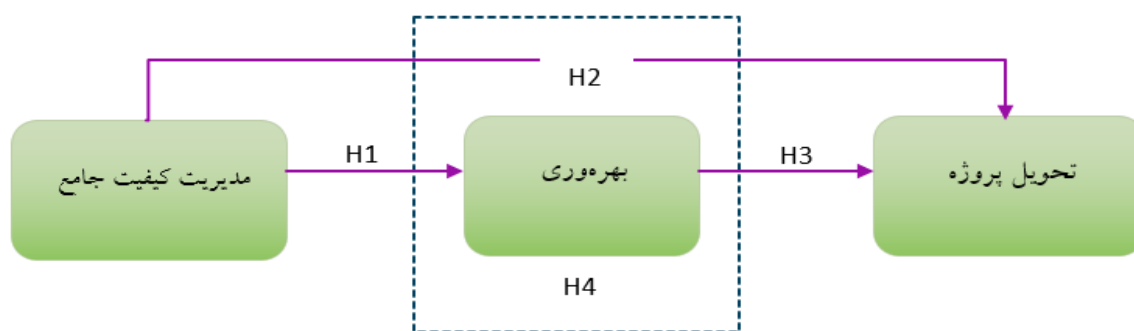 H2
مدیریت کیفیت جامع
H1
بهره‌وری
H3
تحویل پروژه
H4